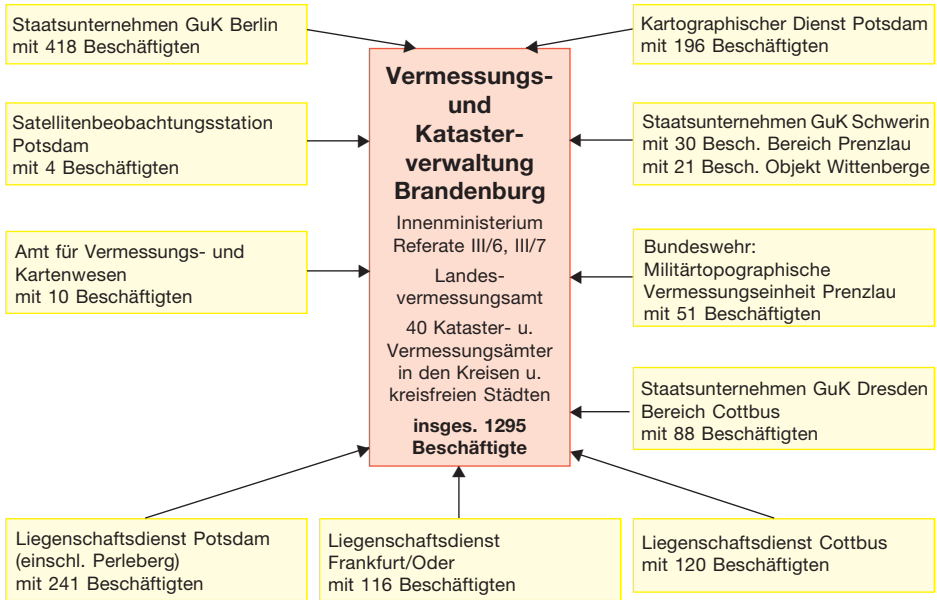 Staatsunternehmen GuK Berlin
mit 418 Beschäftigten
Kartographischer Dienst Potsdam
mit 196 Beschäftigten
Satellitenbeobachtungsstation
Potsdam
mit 4 Beschäftigten
Vermessungs-
und
Kataster-
verwaltung
Brandenburg
Innenministerium
Referate III/6, III/7
Landes-
vermessungsamt
40 Kataster- u.
Vermessungsämter
in den Kreisen u.
kreisfreien Städten
insges. 1295
Beschäftigte
Staatsunternehmen GuK Schwerin
mit 30 Besch. Bereich Prenzlau
mit 21 Besch. Objekt Wittenberge
Amt für Vermessungs- und
Kartenwesen
mit 10 Beschäftigten
Bundeswehr:
Militärtopographische
Vermessungseinheit Prenzlau
mit 51 Beschäftigten
Staatsunternehmen GuK Dresden
Bereich Cottbus
mit 88 Beschäftigten
Liegenschaftsdienst Potsdam
(einschl. Perleberg)
mit 241 Beschäftigten
Liegenschaftsdienst
Frankfurt/Oder
mit 116 Beschäftigten
Liegenschaftsdienst Cottbus
mit 120 Beschäftigten